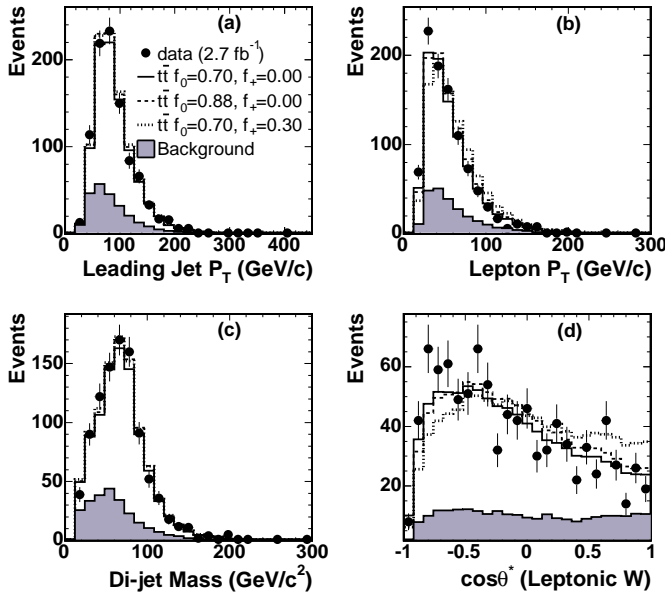 (a)
Events
200
100
0
data (2.7 fb⁻¹)
tt̄ f₀=0.70, f₊=0.00
tt̄ f₀=0.88, f₊=0.00
tt̄ f₀=0.70, f₊=0.30
Background
0 100 200 300 400
Leading Jet P_T (GeV/c)
(b)
Events
200
100
0
0 100 200 300
Lepton P_T (GeV/c)
(c)
Events
150
100
50
0
0 100 200 300
Di-jet Mass (GeV/c²)
(d)
Events
60
40
20
-1 -0.5 0 0.5 1
cosθ* (Leptonic W)